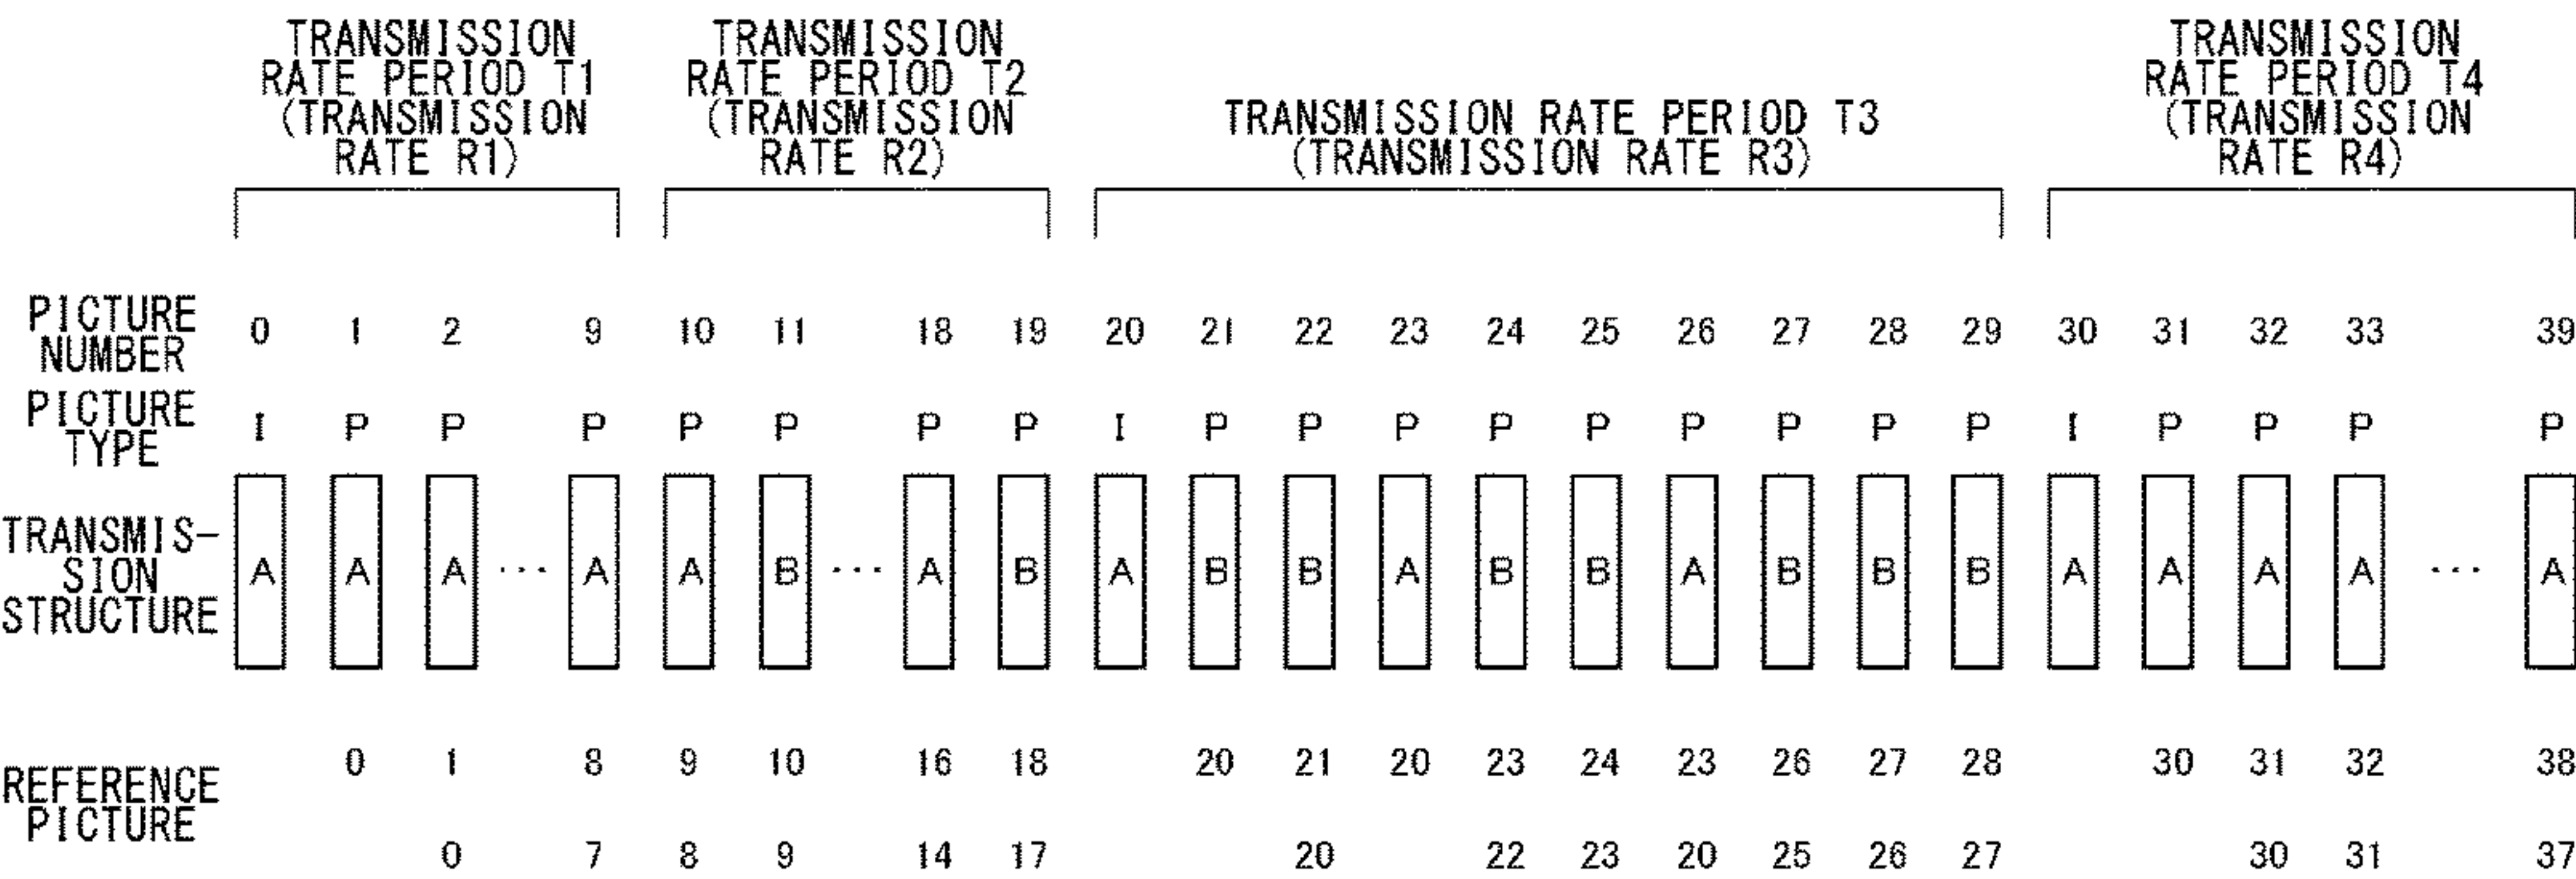 TRANSMISSION
RATE PERIOD T1
(TRANSMISSION
RATE R1)
TRANSMISSION
RATE PERIOD T2
(TRANSMISSION
RATE R2)
TRANSMISSION RATE PERIOD T3
(TRANSMISSION RATE R3)
TRANSMISSION
RATE PERIOD T4
(TRANSMISSION
RATE R4)
PICTURE
NUMBER
0 1 2 9 10 11 18 19 20 21 22 23 24 25 26 27 28 29 30 31 32 33 39
PICTURE
TYPE
I P P P P P P P I P P P P P P P P P I P P P P
TRANSMIS-
SION
STRUCTURE
A A A ··· A A B ··· A B A B B A B B A B B B A A A A ··· A
REFERENCE
PICTURE
0 1 8 9 10 16 18 20 21 20 23 24 23 26 27 28 30 31 32 38
0 7 8 9 14 17 20 22 23 20 25 26 27 30 31 37